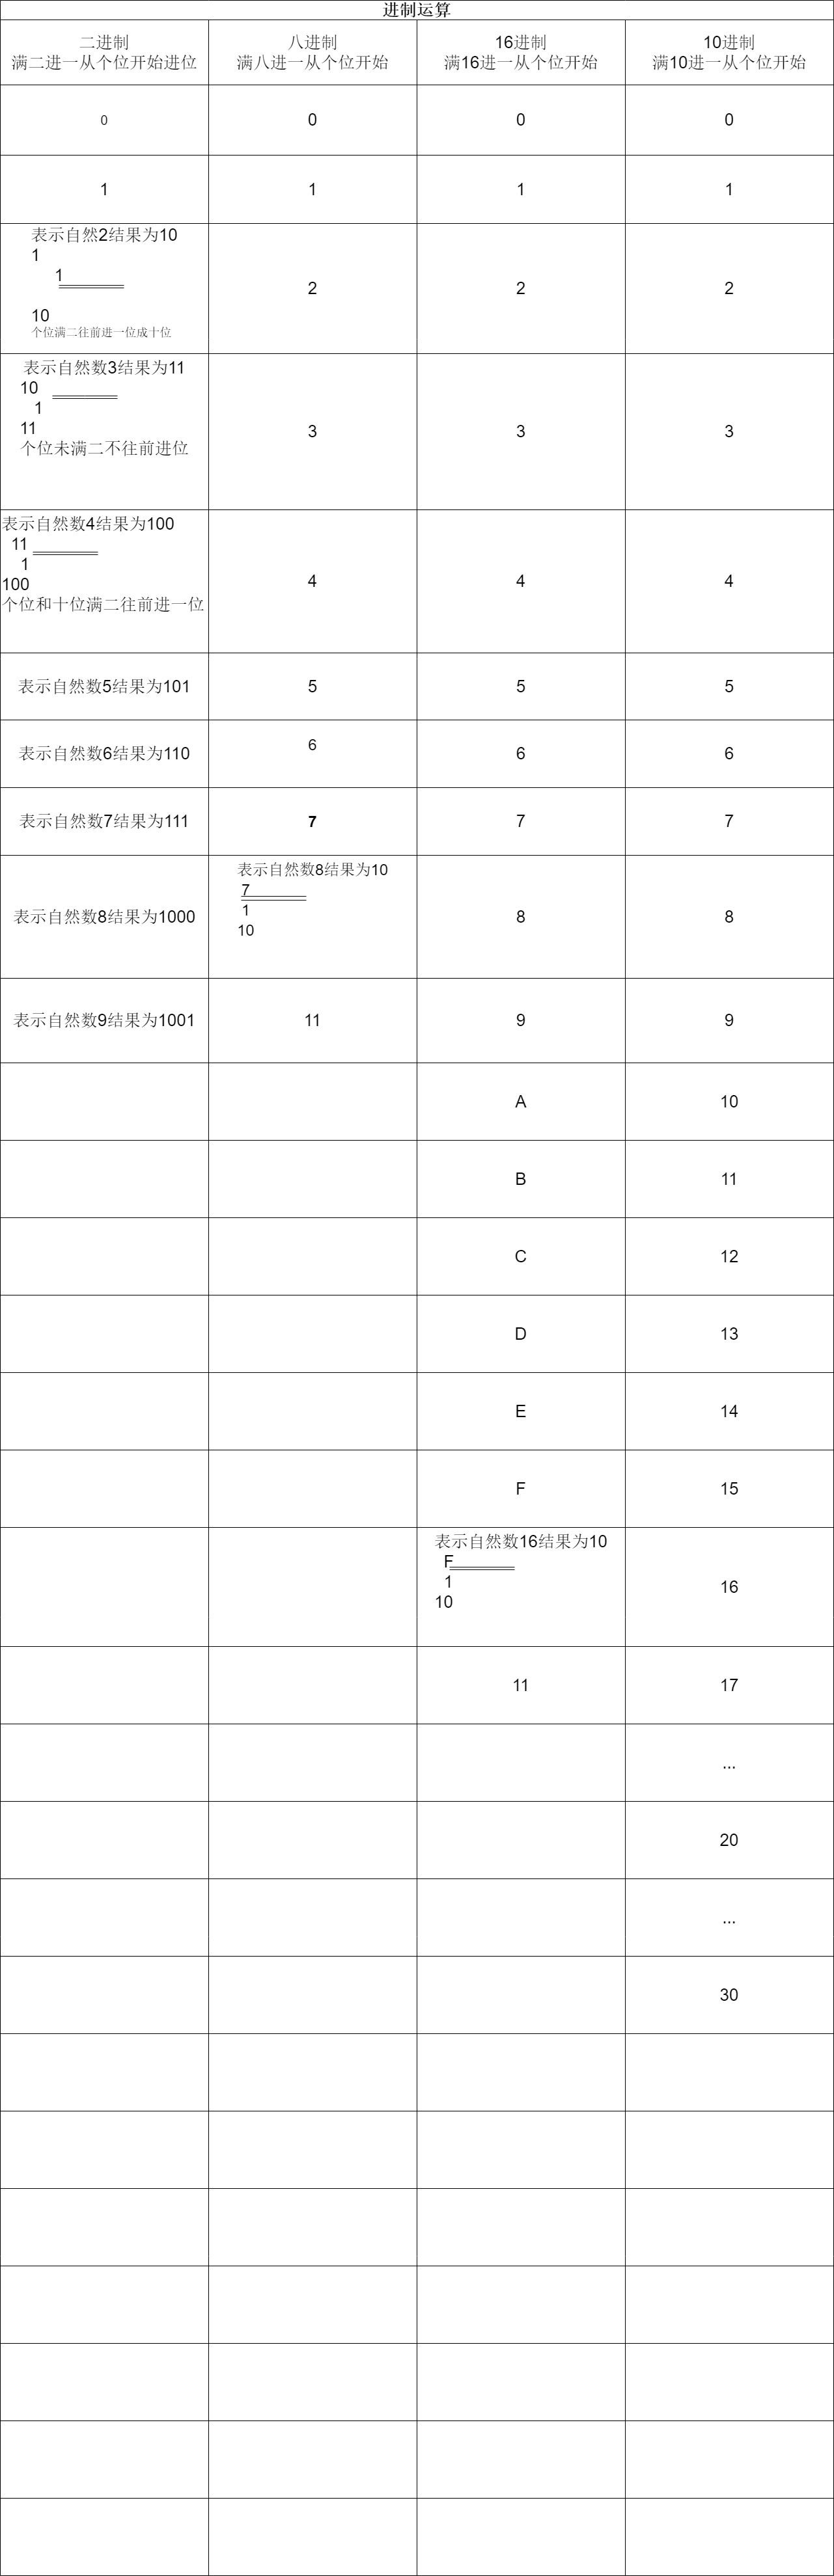 进制运算
二进制
满二进一从个位开始进位
八进制
满八进一从个位开始
16进制
满16进一从个位开始
10进制
满10进一从个位开始
0
0
0
0
1
1
1
1
表示自然2结果为10
1
1
10
个位满二往前进一位成十位
2
2
2
表示自然数3结果为11
10
1
11
个位未满二不往前进位
3
3
3
表示自然数4结果为100
11
1
100
个位和十位满二往前进一位
4
4
4
表示自然数5结果为101
5
5
5
表示自然数6结果为110
6
6
6
表示自然数7结果为111
7
7
7
表示自然数8结果为1000
表示自然数8结果为10
7
1
10
8
8
表示自然数9结果为1001
11
9
9
A
10
B
11
C
12
D
13
E
14
F
15
表示自然数16结果为10
F
1
10
16
11
17
...
20
...
30